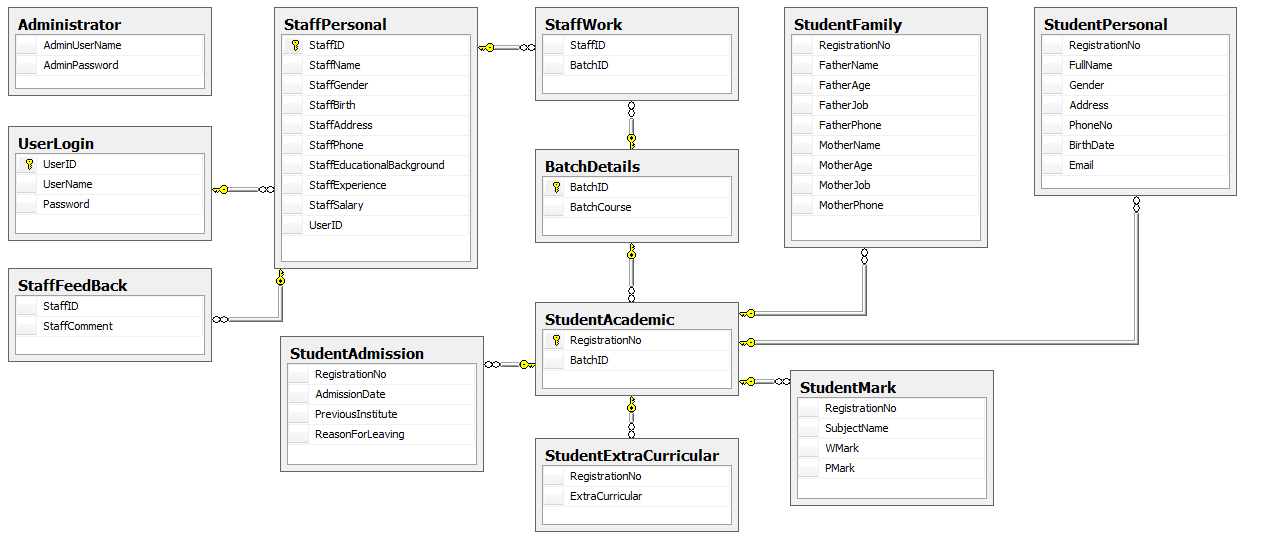 Administrator
AdminUserName
AdminPassword
UserLogin
UserID
UserName
Password
StaffFeedBack
StaffID
StaffComment
StaffPersonal
StaffID
StaffName
StaffGender
StaffBirth
StaffAddress
StaffPhone
StaffEducationalBackground
StaffExperience
StaffSalary
UserID
StudentAdmission
RegistrationNo
AdmissionDate
PreviousInstitute
ReasonForLeaving
StaffWork
StaffID
BatchID
BatchDetails
BatchID
BatchCourse
StudentAcademic
RegistrationNo
BatchID
StudentExtraCurricular
RegistrationNo
ExtraCurricular
StudentFamily
RegistrationNo
FatherName
FatherAge
FatherJob
FatherPhone
MotherName
MotherAge
MotherJob
MotherPhone
StudentMark
RegistrationNo
SubjectName
WMark
PMark
StudentPersonal
RegistrationNo
FullName
Gender
Address
PhoneNo
BirthDate
Email